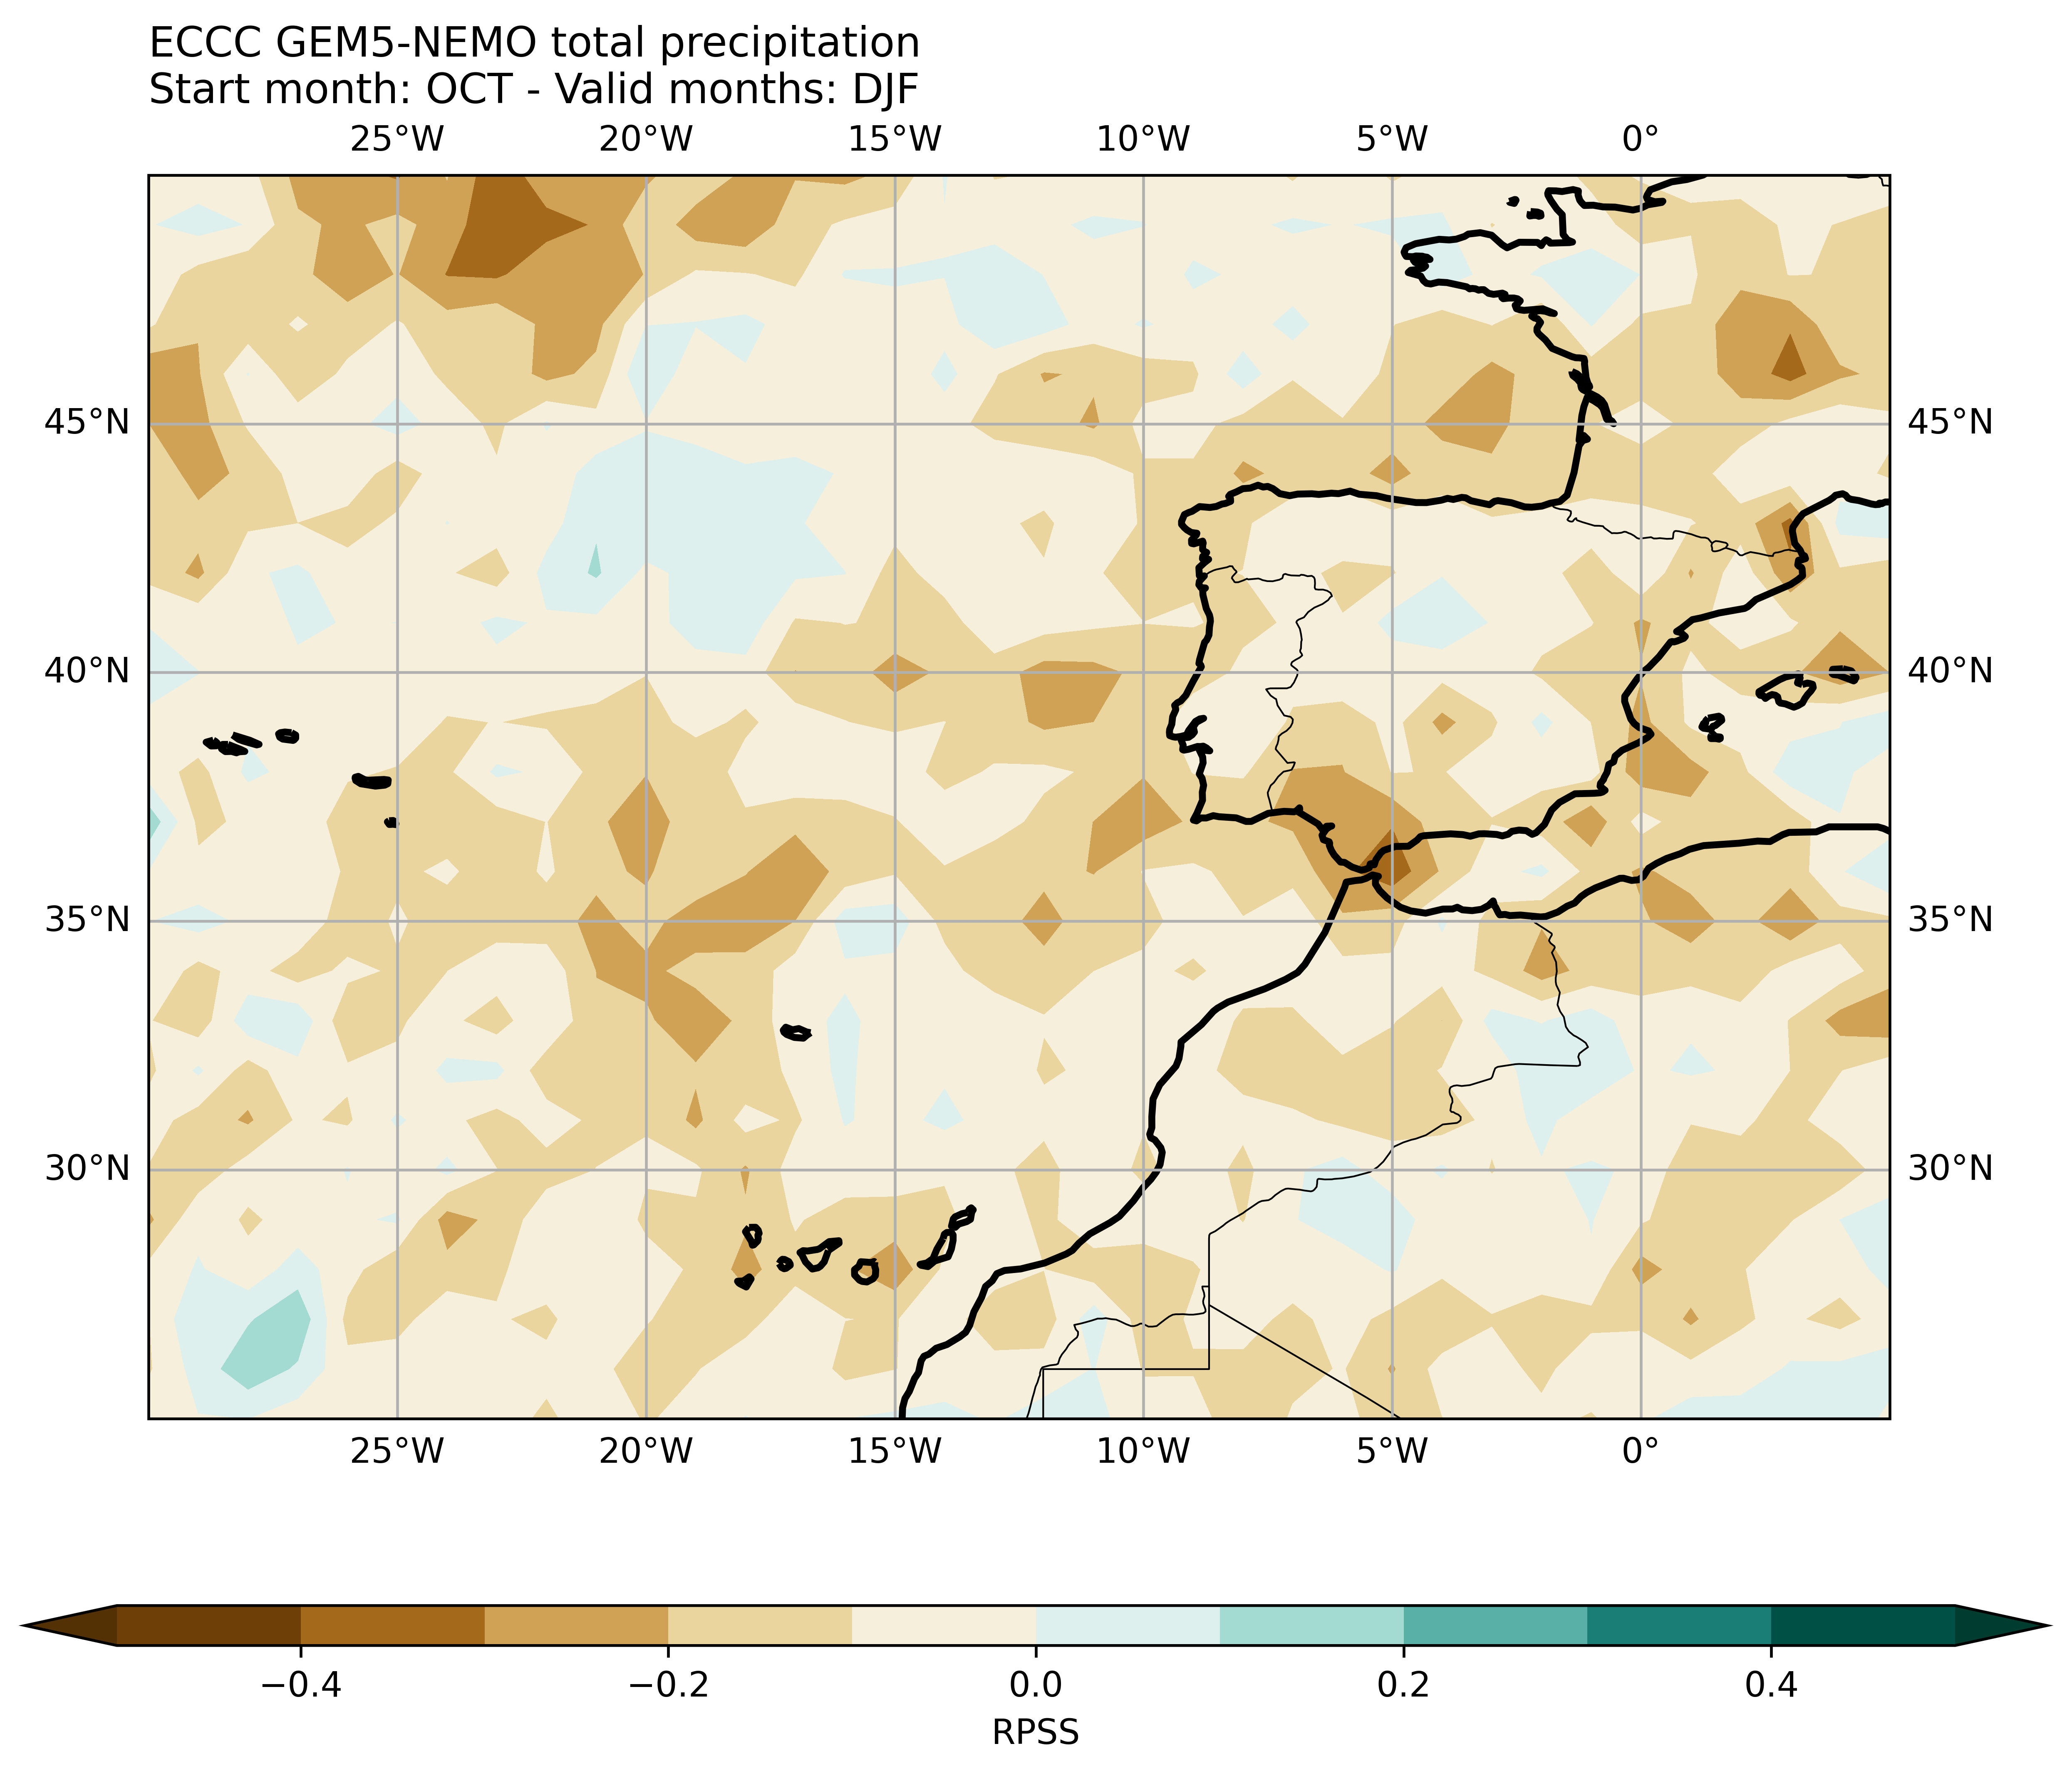 ECCC GEM5-NEMO total precipitation
Start month: OCT - Valid months: DJF
25°W 20°W 15°W 10°W 5°W 0°
45°N 45°N
40°N 40°N
35°N 35°N
30°N 30°N
25°W 20°W 15°W 10°W 5°W 0°
−0.4 −0.2 0.0 0.2 0.4
RPSS